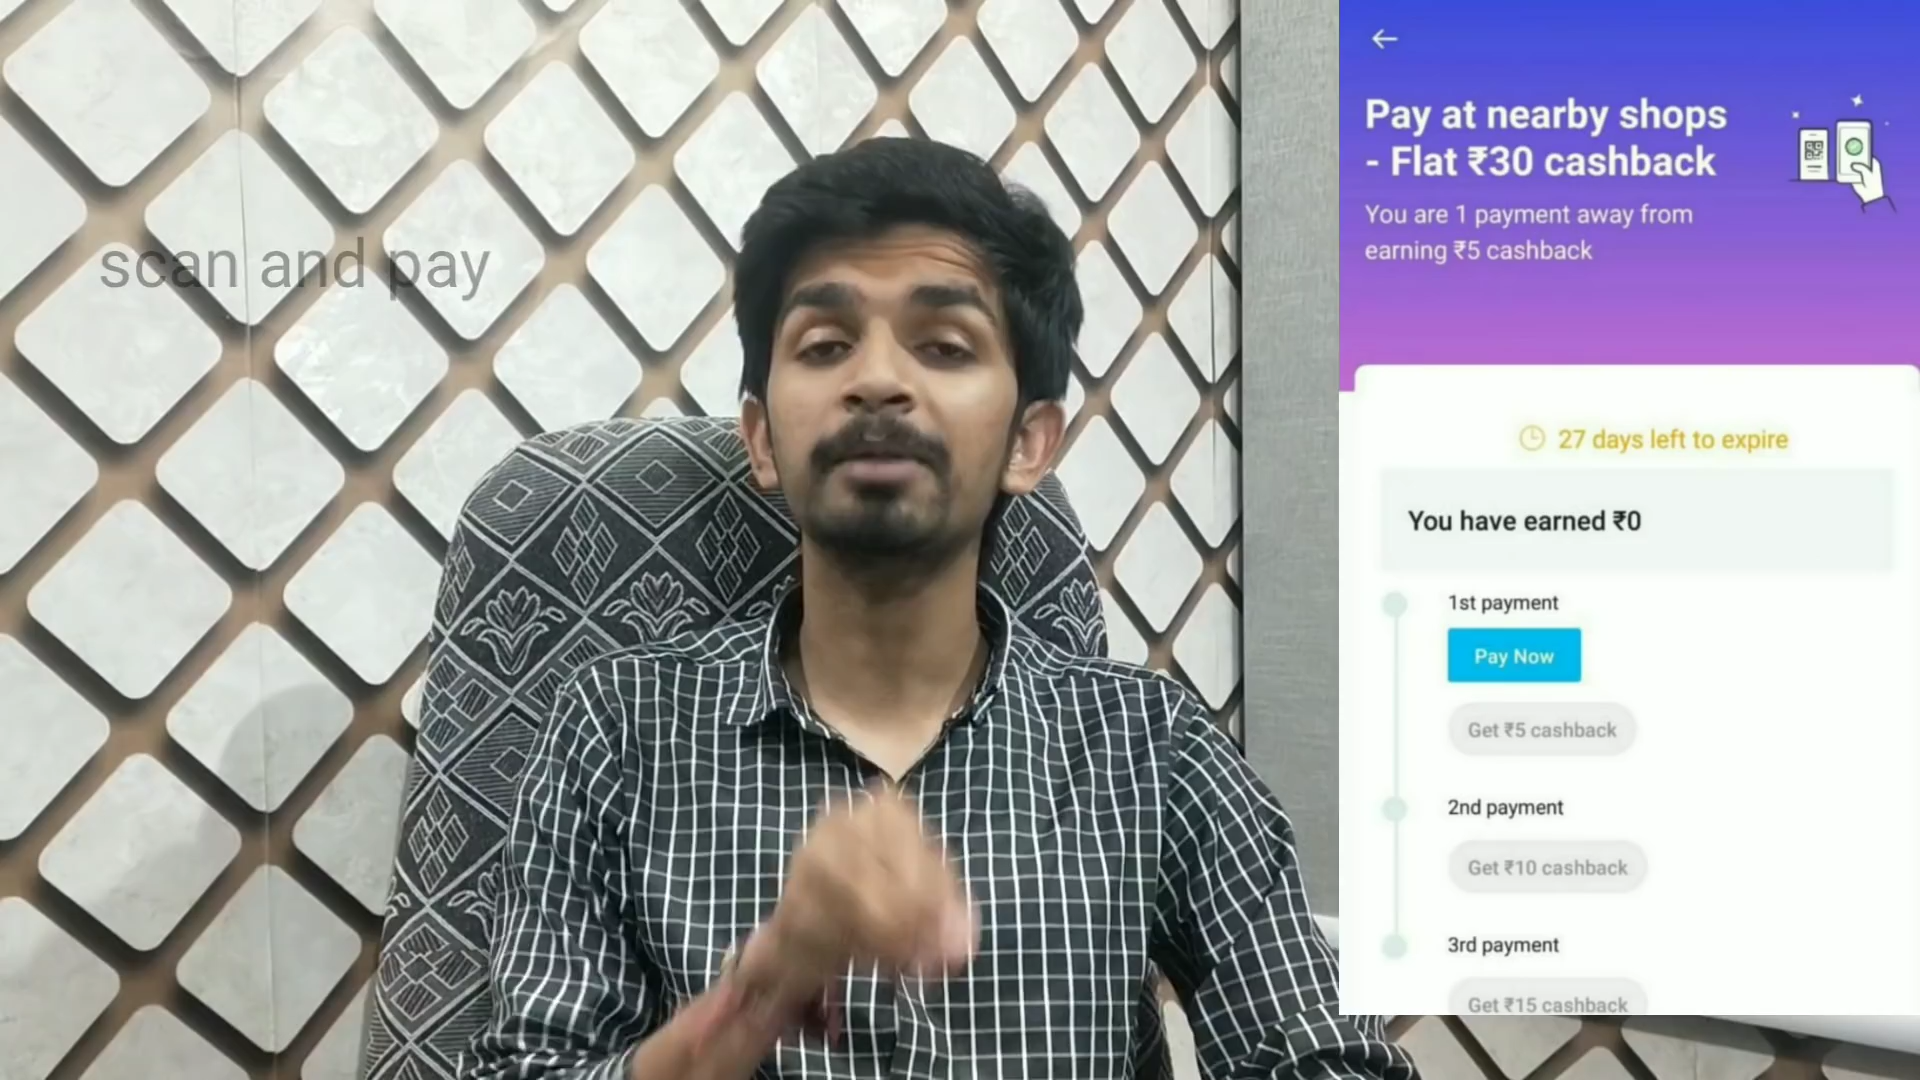 scan and pay
Pay at nearby shops
- Flat ₹30 cashback
You are 1 payment away from
earning ₹5 cashback
27 days left to expire
You have earned ₹0
1st payment
Pay Now
Get ₹5 cashback
2nd payment
Get ₹10 cashback
3rd payment
Get ₹15 cashback